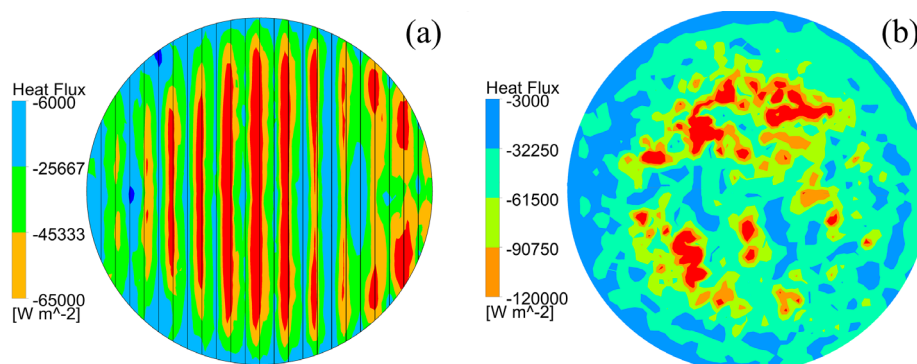 (a)
Heat Flux
-6000
-25667
-45333
-65000
[W m^-2]
(b)
Heat Flux
-3000
-32250
-61500
-90750
-120000
[W m^-2]